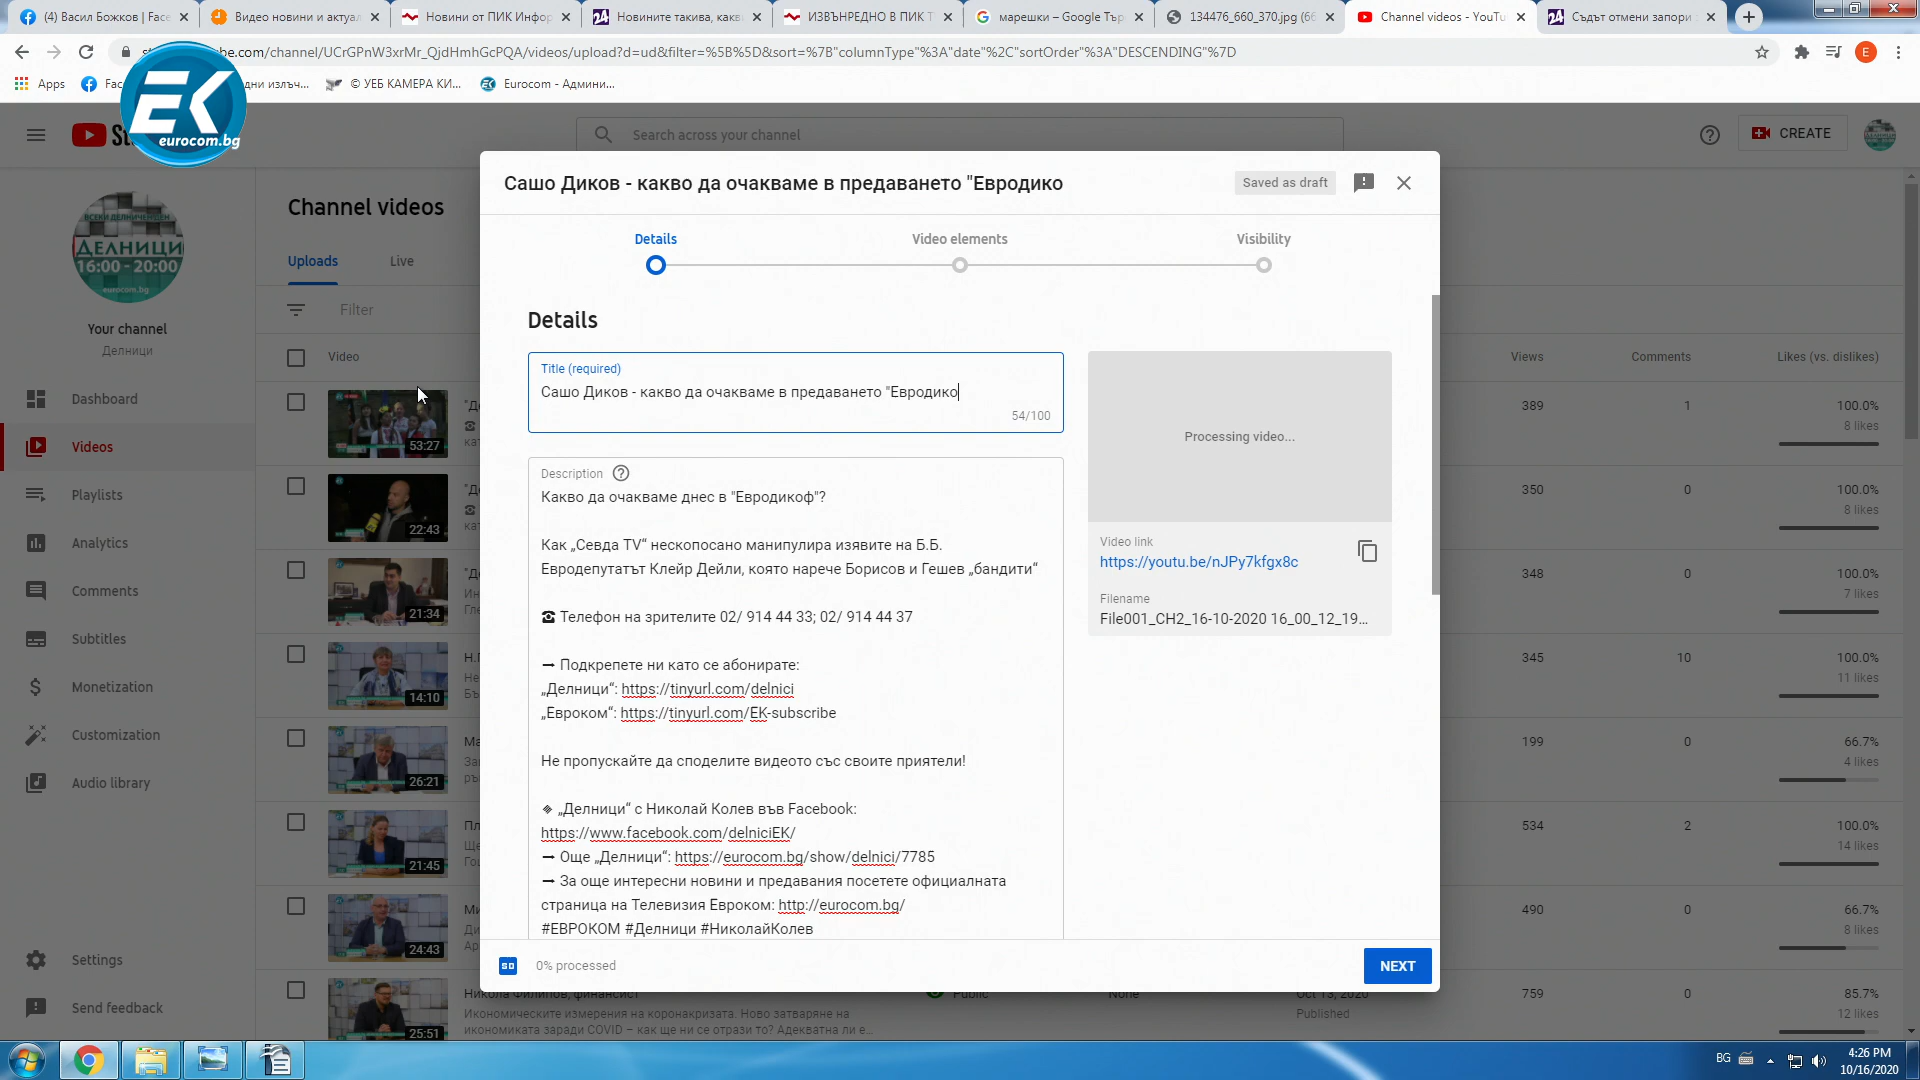 (4) Васил Божков | Face
Видео новини и актуал
Новини от ПИК Инфор
Новините такива, какви
ИЗВЪНРЕДНО В ПИК Т
марешки – Google Тър
134476_660_370.jpg (66
Channel videos - YouTu
Съдът отмени запори
be.com/channel/UCrGPnW3xrMr_QjdHmhGcPQA/videos/upload?d=ud&filter=%5B%5D&sort=%7B"columnType"%3A"date"%2C"sortOrder"%3A"DESCENDING"%7D
E
Apps
Fac
дни излъч...
© УЕБ КАМЕРА КИ...
Eurocom - Админи...
EK
eurocom.bg
Search across your channel
CREATE
Сашо Диков - какво да очакваме в предаването "Евродико
Saved as draft
Details
Video elements
Visibility
ВСЕКИ ДЕЛНИЧЕН ДЕН
ДЕЛНИЦИ
16:00 - 20:00
eurocom.bg
Your channel
Делници
Dashboard
Videos
Playlists
Analytics
Comments
Subtitles
Monetization
Customization
Audio library
Settings
Send feedback
Channel videos
Uploads
Live
Filter
Video
Views
Comments
Likes (vs. dislikes)
53:27
389
1
100.0%
8 likes
22:43
350
0
100.0%
8 likes
21:34
348
0
100.0%
7 likes
14:10
345
10
100.0%
11 likes
26:21
199
0
66.7%
4 likes
21:45
534
2
100.0%
14 likes
24:43
490
0
66.7%
8 likes
25:51
Никола Филипов, финансист
Икономическите измерения на коронакризата. Ново затваряне на
икономиката заради COVID – как ще ни се отрази то? Адекватна ли е...
Public
None
Oct 13, 2020
Published
759
0
85.7%
12 likes
Details
Title (required)
Сашо Диков - какво да очакваме в предаването "Евродико
54/100
Description
Какво да очакваме днес в "Евродикоф"?
Как „Севда TV“ нескопосано манипулира изявите на Б.Б.
Евродепутатът Клейр Дейли, която нарече Борисов и Гешев „бандити“
☎ Телефон на зрителите 02/ 914 44 33; 02/ 914 44 37
→ Подкрепете ни като се абонирате:
„Делници“: https://tinyurl.com/delnici
„Евроком“: https://tinyurl.com/EK-subscribe
Не пропускайте да споделите видеото със своите приятели!
„Делници“ с Николай Колев във Facebook:
https://www.facebook.com/delniciEK/
→ Още „Делници“: https://eurocom.bg/show/delnici/7785
→ За още интересни новини и предавания посетете официалната
страница на Телевизия Евроком: http://eurocom.bg/
#ЕВРОКОМ #Делници #НиколайКолев
Processing video...
Video link
https://youtu.be/nJPy7kfgx8c
Filename
File001_CH2_16-10-2020 16_00_12_19...
SD
0% processed
NEXT
BG
4:26 PM
10/16/2020